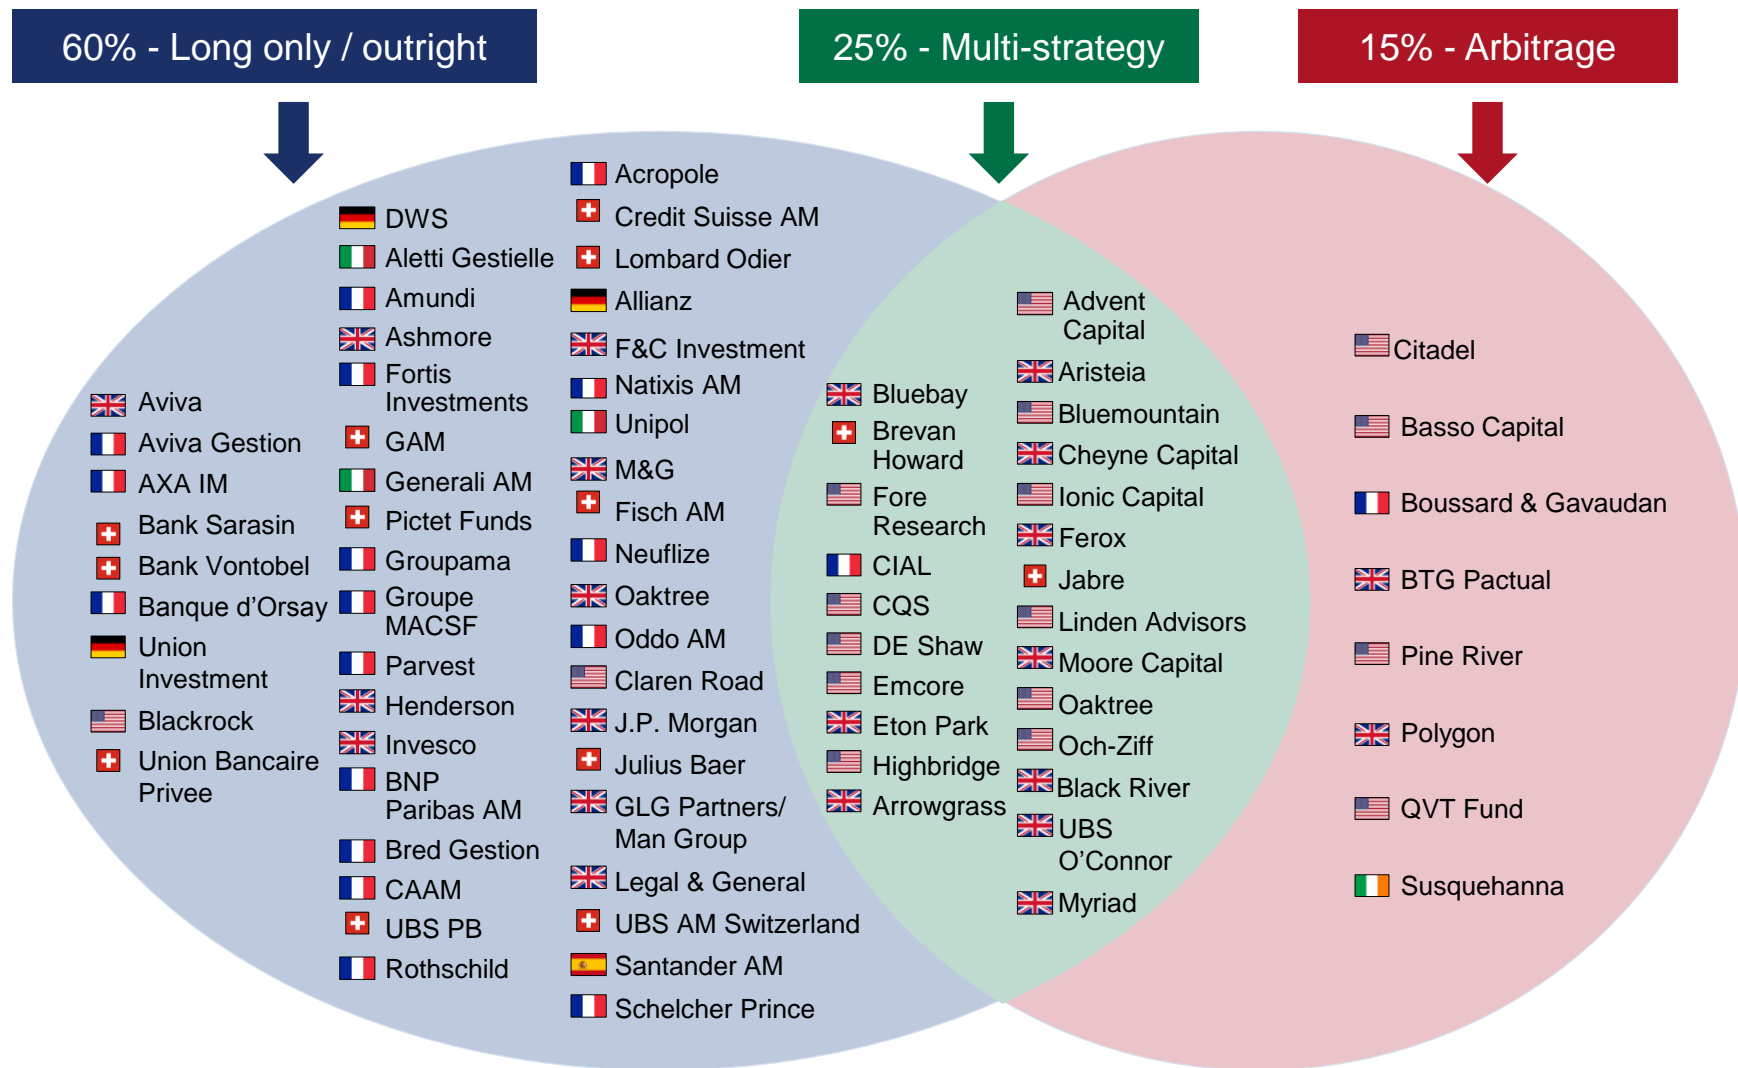 60% - Long only / outright
25% - Multi-strategy
15% - Arbitrage
Aviva
Aviva Gestion
AXA IM
Bank Sarasin
Bank Vontobel
Banque d’Orsay
Union
Investment
Blackrock
Union Bancaire
Privee
DWS
Aletti Gestielle
Amundi
Ashmore
Fortis
Investments
GAM
Generali AM
Pictet Funds
Groupama
Groupe
MACSF
Parvest
Henderson
Invesco
BNP
Paribas AM
Bred Gestion
CAAM
UBS PB
Rothschild
Acropole
Credit Suisse AM
Lombard Odier
Allianz
F&C Investment
Natixis AM
Unipol
M&G
Fisch AM
Neuflize
Oaktree
Oddo AM
Claren Road
J.P. Morgan
Julius Baer
GLG Partners/
Man Group
Legal & General
UBS AM Switzerland
Santander AM
Schelcher Prince
Bluebay
Brevan
Howard
Fore
Research
CIAL
CQS
DE Shaw
Emcore
Eton Park
Highbridge
Arrowgrass
Advent
Capital
Aristeia
Bluemountain
Cheyne Capital
Ionic Capital
Ferox
Jabre
Linden Advisors
Moore Capital
Oaktree
Och-Ziff
Black River
UBS
O’Connor
Myriad
Citadel
Basso Capital
Boussard & Gavaudan
BTG Pactual
Pine River
Polygon
QVT Fund
Susquehanna